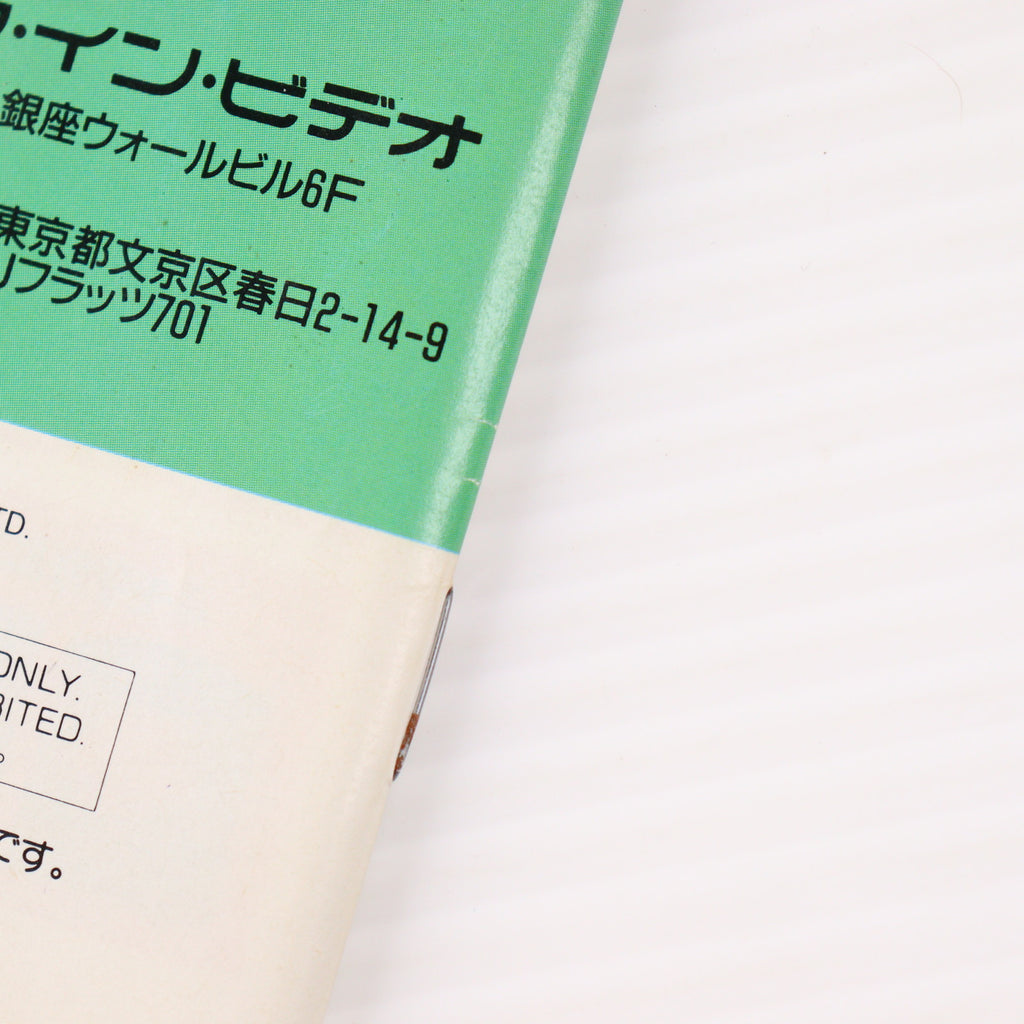 ・イン・ビデオ
銀座ウォールビル6F
東京都文京区春日2-14-9
リフラッツ701
TD.
ONLY.
BITED.
。
です。